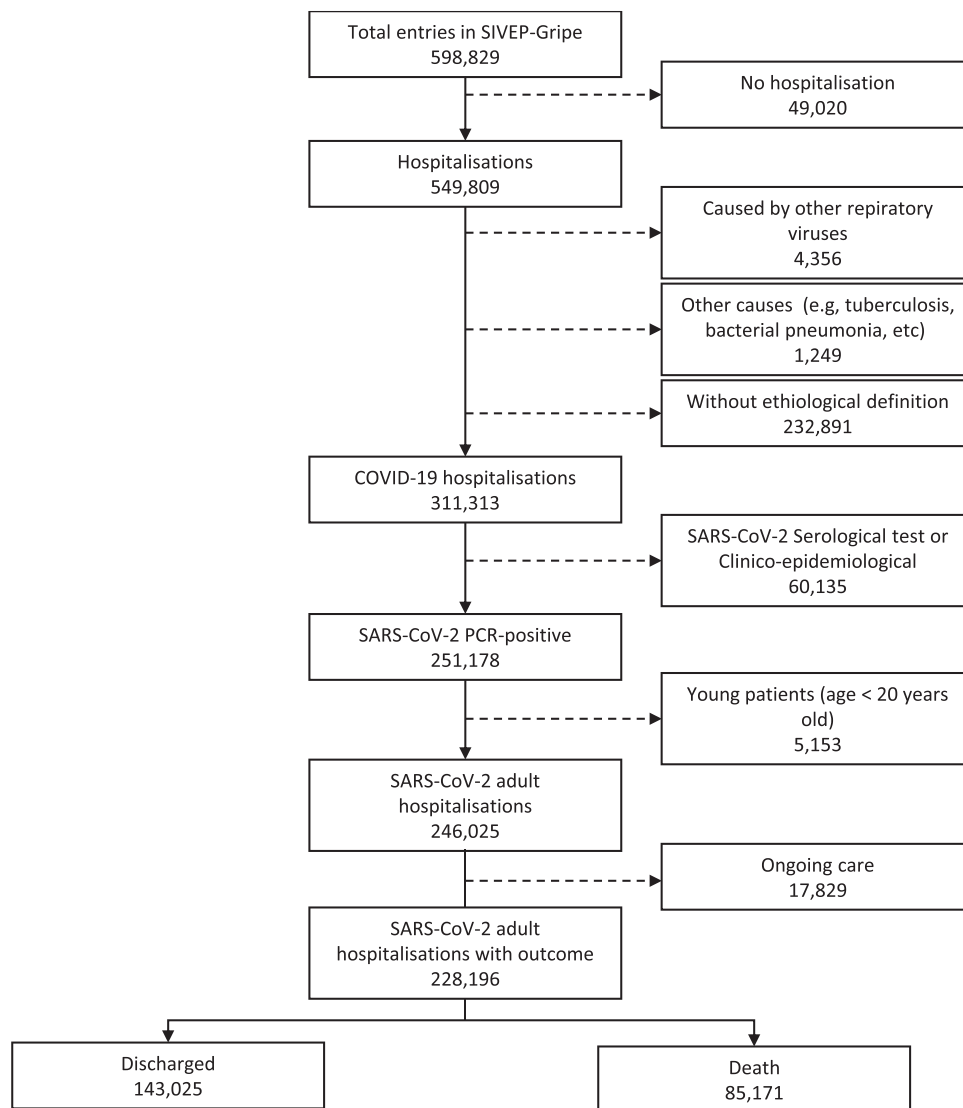 Total entries in SIVEP-Gripe
598,829
No hospitalisation
49,020
Hospitalisations
549,809
Caused by other repiratory
viruses
4,356
Other causes  (e.g, tuberculosis,
bacterial pneumonia, etc)
1,249
Without ethiological definition
232,891
COVID-19 hospitalisations
311,313
SARS-CoV-2 Serological test or
Clinico-epidemiological
60,135
SARS-CoV-2 PCR-positive
251,178
Young patients (age < 20 years
old)
5,153
SARS-CoV-2 adult
hospitalisations
246,025
Ongoing care
17,829
SARS-CoV-2 adult
hospitalisations with outcome
228,196
Discharged
143,025
Death
85,171